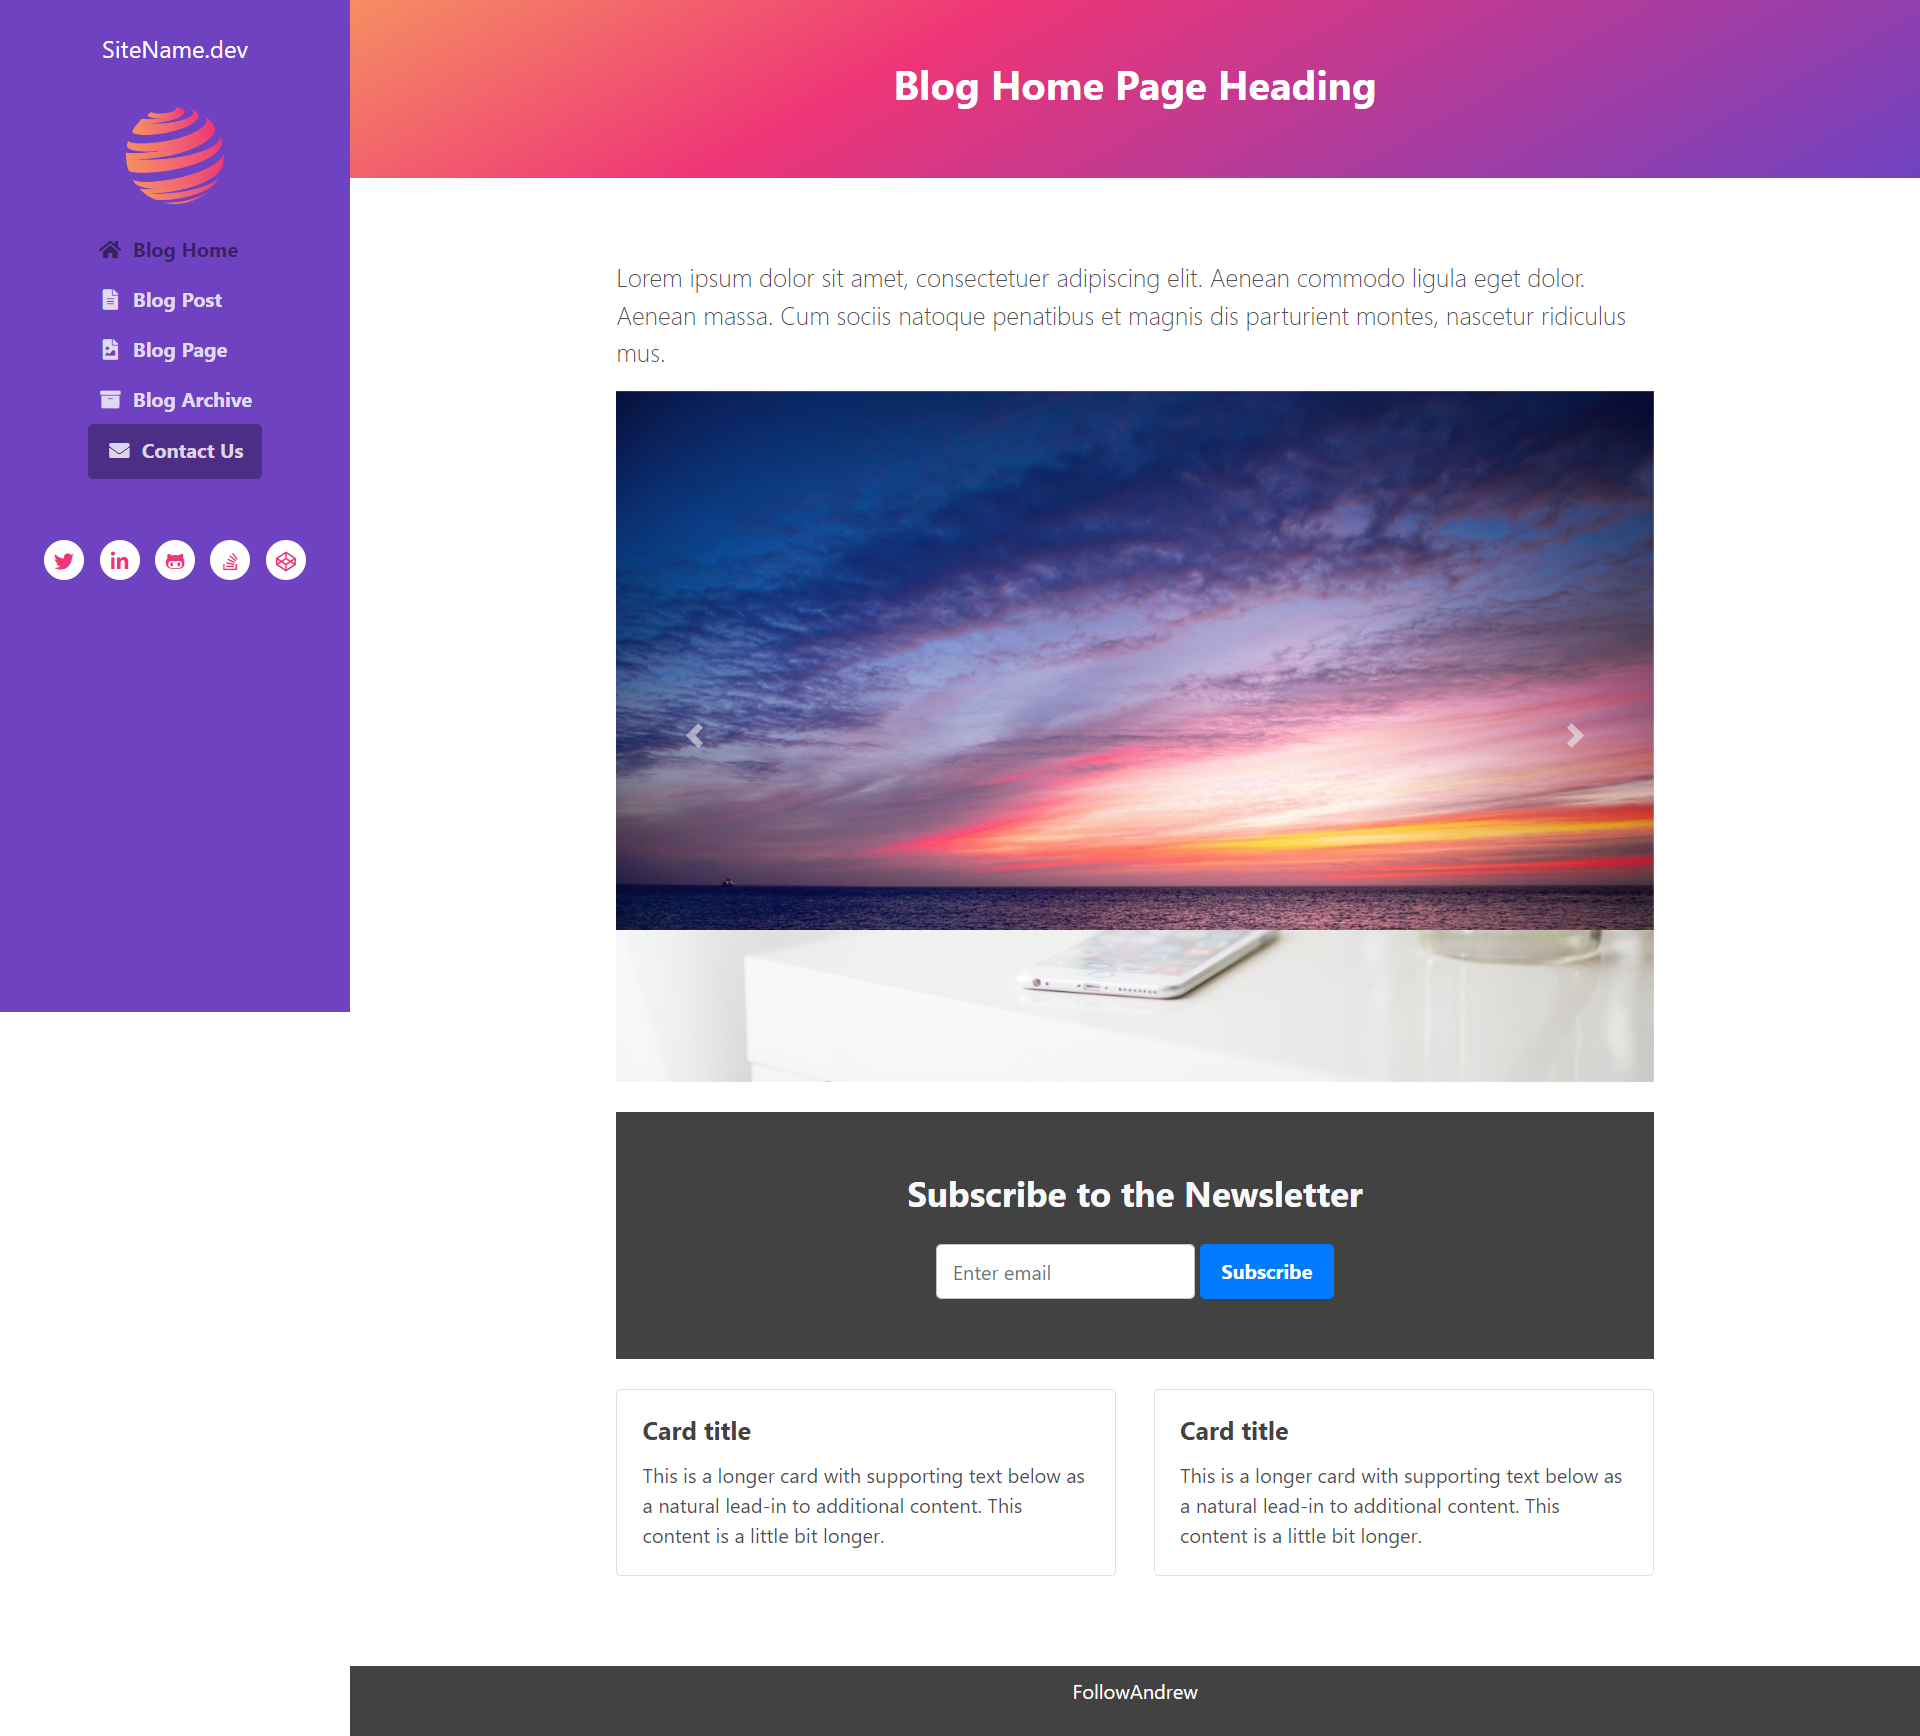 SiteName.dev
Blog Home
Blog Post
Blog Page
Blog Archive
Contact Us
Blog Home Page Heading
Lorem ipsum dolor sit amet, consectetuer adipiscing elit. Aenean commodo ligula eget dolor.
Aenean massa. Cum sociis natoque penatibus et magnis dis parturient montes, nascetur ridiculus
mus.
Subscribe to the Newsletter
Enter email
Subscribe
Card title
This is a longer card with supporting text below as
a natural lead-in to additional content. This
content is a little bit longer.
Card title
This is a longer card with supporting text below as
a natural lead-in to additional content. This
content is a little bit longer.
FollowAndrew